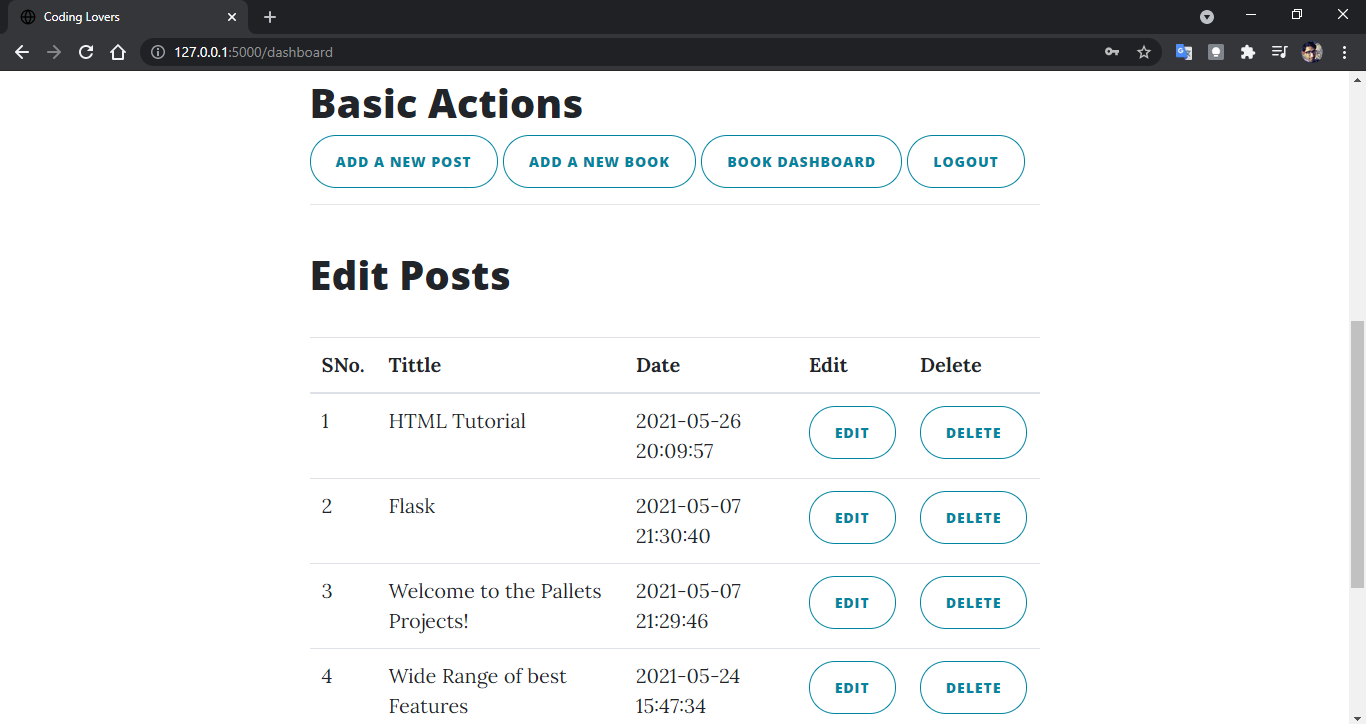 Coding Lovers
127.0.0.1:5000/dashboard
Basic Actions
ADD A NEW POST ADD A NEW BOOK BOOK DASHBOARD LOGOUT
Edit Posts
SNo. Tittle Date Edit Delete
1 HTML Tutorial 2021-05-26 EDIT DELETE
20:09:57
2 Flask 2021-05-07 EDIT DELETE
21:30:40
3 Welcome to the Pallets 2021-05-07 EDIT DELETE
Projects! 21:29:46
4 Wide Range of best 2021-05-24 EDIT DELETE
Features 15:47:34